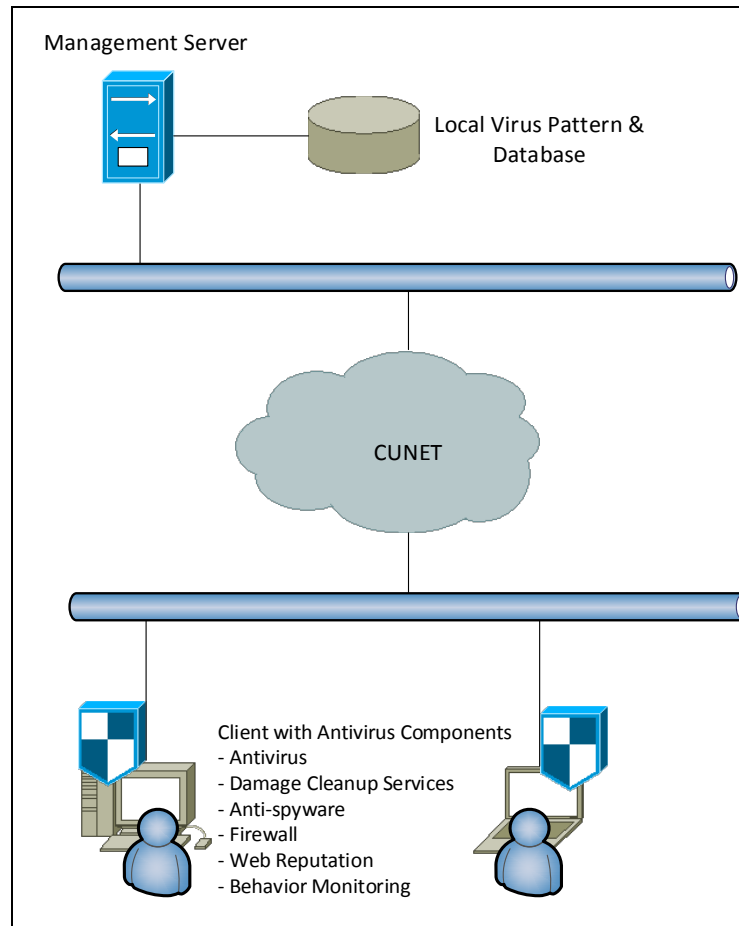 Management Server
Local Virus Pattern &
Database
CUNET
Client with Antivirus Components
- Antivirus
- Damage Cleanup Services
- Anti-spyware
- Firewall
- Web Reputation
- Behavior Monitoring